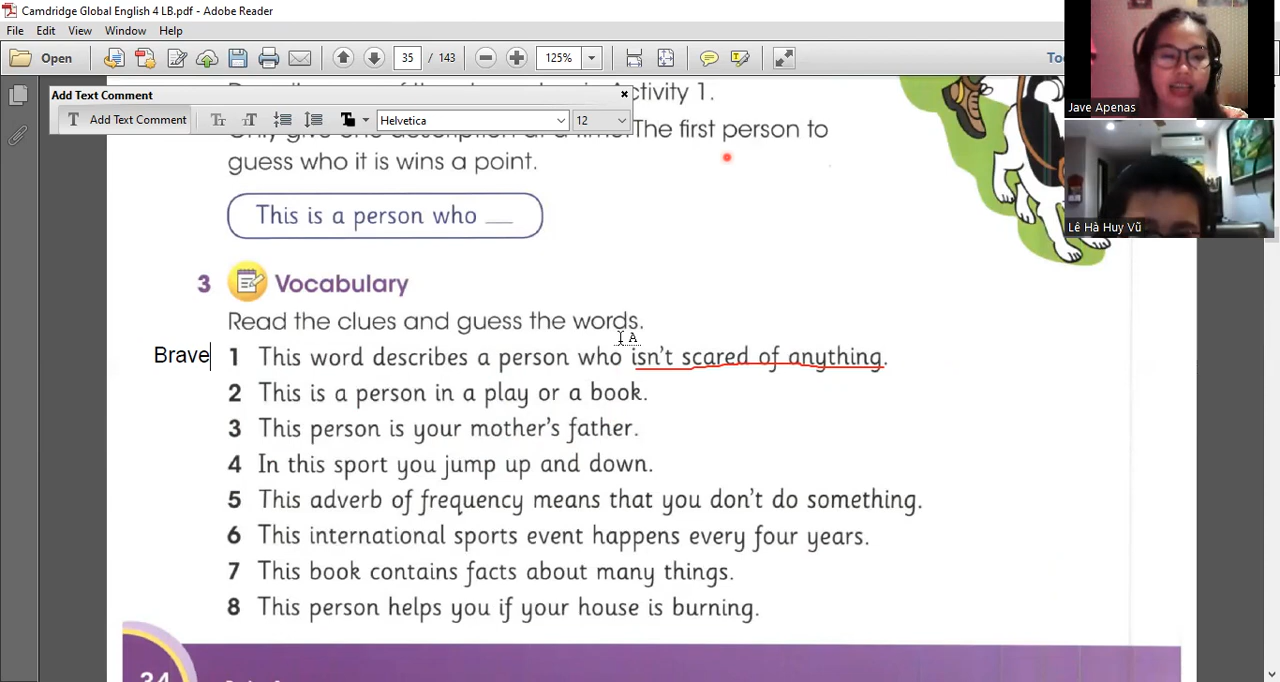 Camdridge Global English 4 LB.pdf - Adobe Reader
File Edit View Window Help
Open 35 / 143 125%
Add Text Comment
Add Text Comment Helvetica 12
Activity 1.
The first person to
guess who it is wins a point.
This is a person who __
3 Vocabulary
Read the clues and guess the words.
Brave 1 This word describes a person who isn't scared of anything.
2 This is a person in a play or a book.
3 This person is your mother's father.
4 In this sport you jump up and down.
5 This adverb of frequency means that you don't do something.
6 This international sports event happens every four years.
7 This book contains facts about many things.
8 This person helps you if your house is burning.
Jave Apenas
Lê Hà Huy Vũ